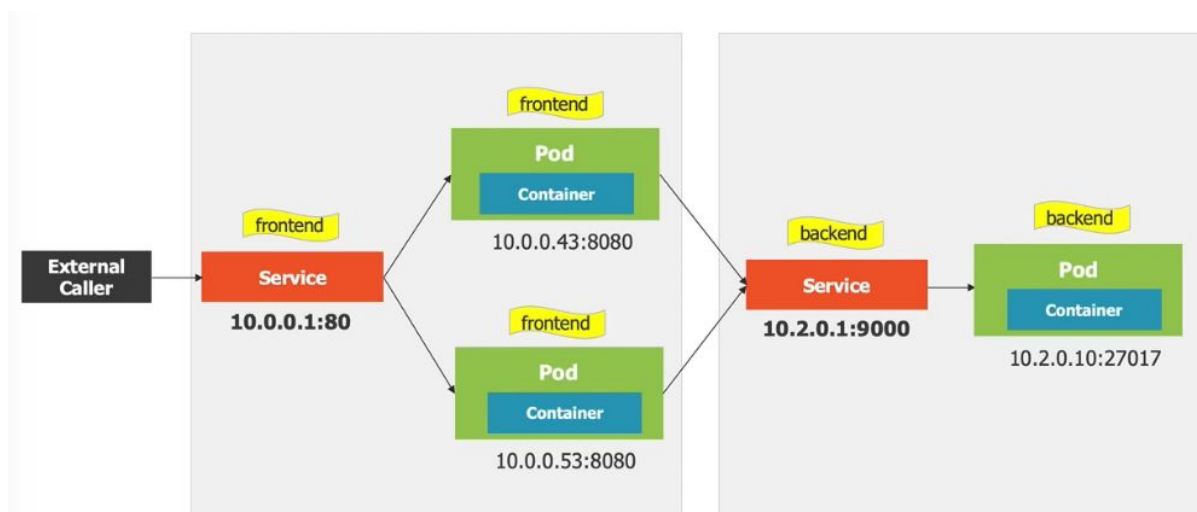 External
Caller
frontend
Service
10.0.0.1:80
frontend
Pod
Container
10.0.0.43:8080
frontend
Pod
Container
10.0.0.53:8080
backend
Service
10.2.0.1:9000
backend
Pod
Container
10.2.0.10:27017